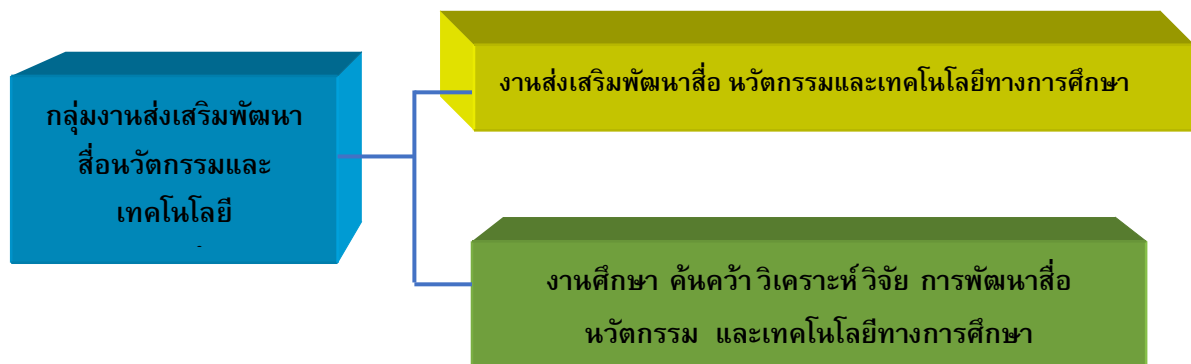 กลุ่มงานส่งเสริมพัฒนา
สื่อนวัตกรรมและ
เทคโนโลยี
งานส่งเสริมพัฒนาสื่อ นวัตกรรมและเทคโนโลยีทางการศึกษา
งานศึกษา ค้นคว้า วิเคราะห์ วิจัย การพัฒนาสื่อ
นวัตกรรม และเทคโนโลยีทางการศึกษา